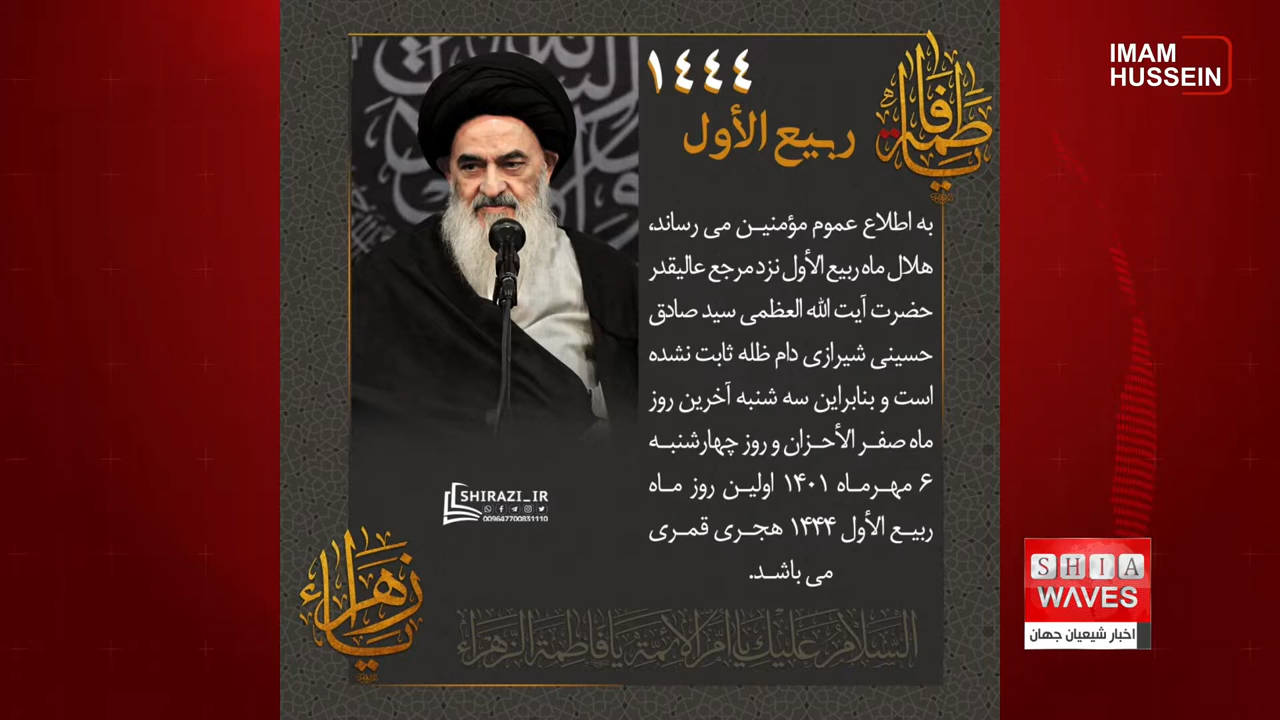 IMAM
HUSSEIN
۱٤٤٤
ربيع الأول
يا فاطمة
به اطلاع عموم مؤمنین می رساند،
هلال ماه ربیع الأول نزد مرجع عالیقدر
حضرت آیت الله العظمی سید صادق
حسینی شیرازی دام ظله ثابت نشده
است و بنابراین سه شنبه آخرین روز
ماه صفر الأحزان و روز چهارشنبه
۶ مهرماه ۱۴۰۱ اولین روز ماه
ربیع الأول ۱۴۴۴ هجری قمری
می باشد.
SHIRAZI_IR
009647700831110
يا زهراء
السلام عليك يا أم الأئمة يا فاطمة الزهراء
SHIA
WAVES
اخبار شیعیان جهان